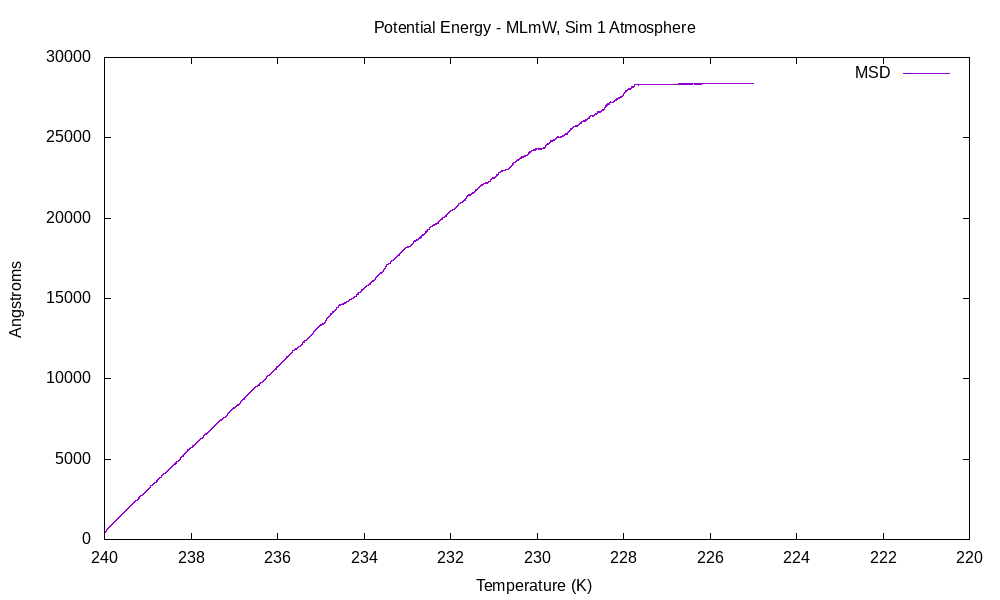 Potential Energy - MLmW, Sim 1 Atmosphere
30000
MSD
25000
20000
15000
10000
5000
0
Angstroms
240 238 236 234 232 230 228 226 224 222 220
Temperature (K)